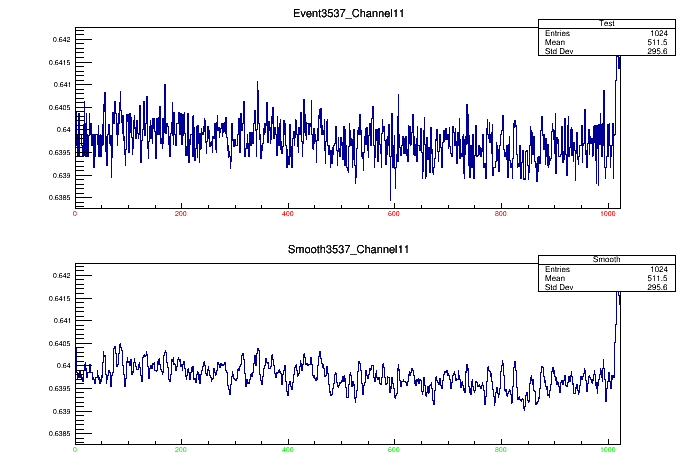 Event3537_Channel11
Test
Entries 1024
Mean 511.5
Std Dev 295.6
0.642
0.6415
0.641
0.6405
0.64
0.6395
0.639
0.6385
0 200 400 600 800 1000
Smooth3537_Channel11
Smooth
Entries 1024
Mean 511.5
Std Dev 295.6
0.642
0.6415
0.641
0.6405
0.64
0.6395
0.639
0.6385
0 200 400 600 800 1000